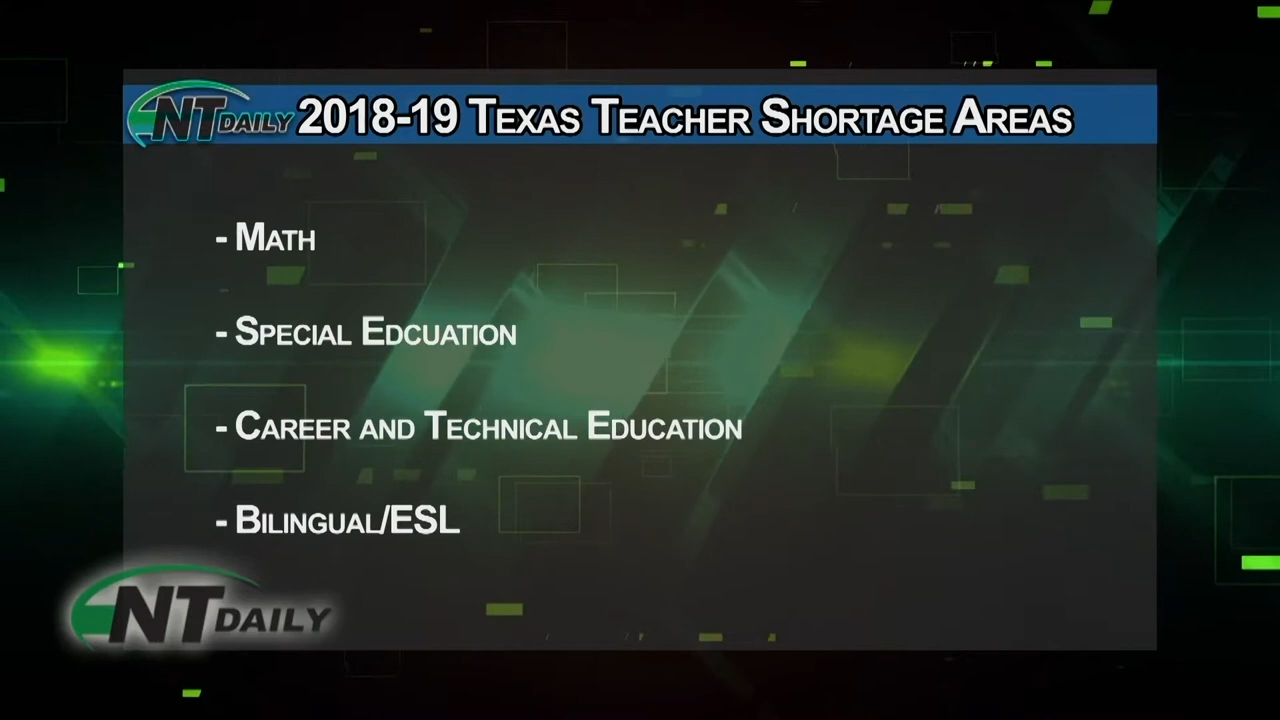 NT DAILY 2018-19 TEXAS TEACHER SHORTAGE AREAS
- MATH
- SPECIAL EDCUATION
- CAREER AND TECHNICAL EDUCATION
- BILINGUAL/ESL
NT DAILY